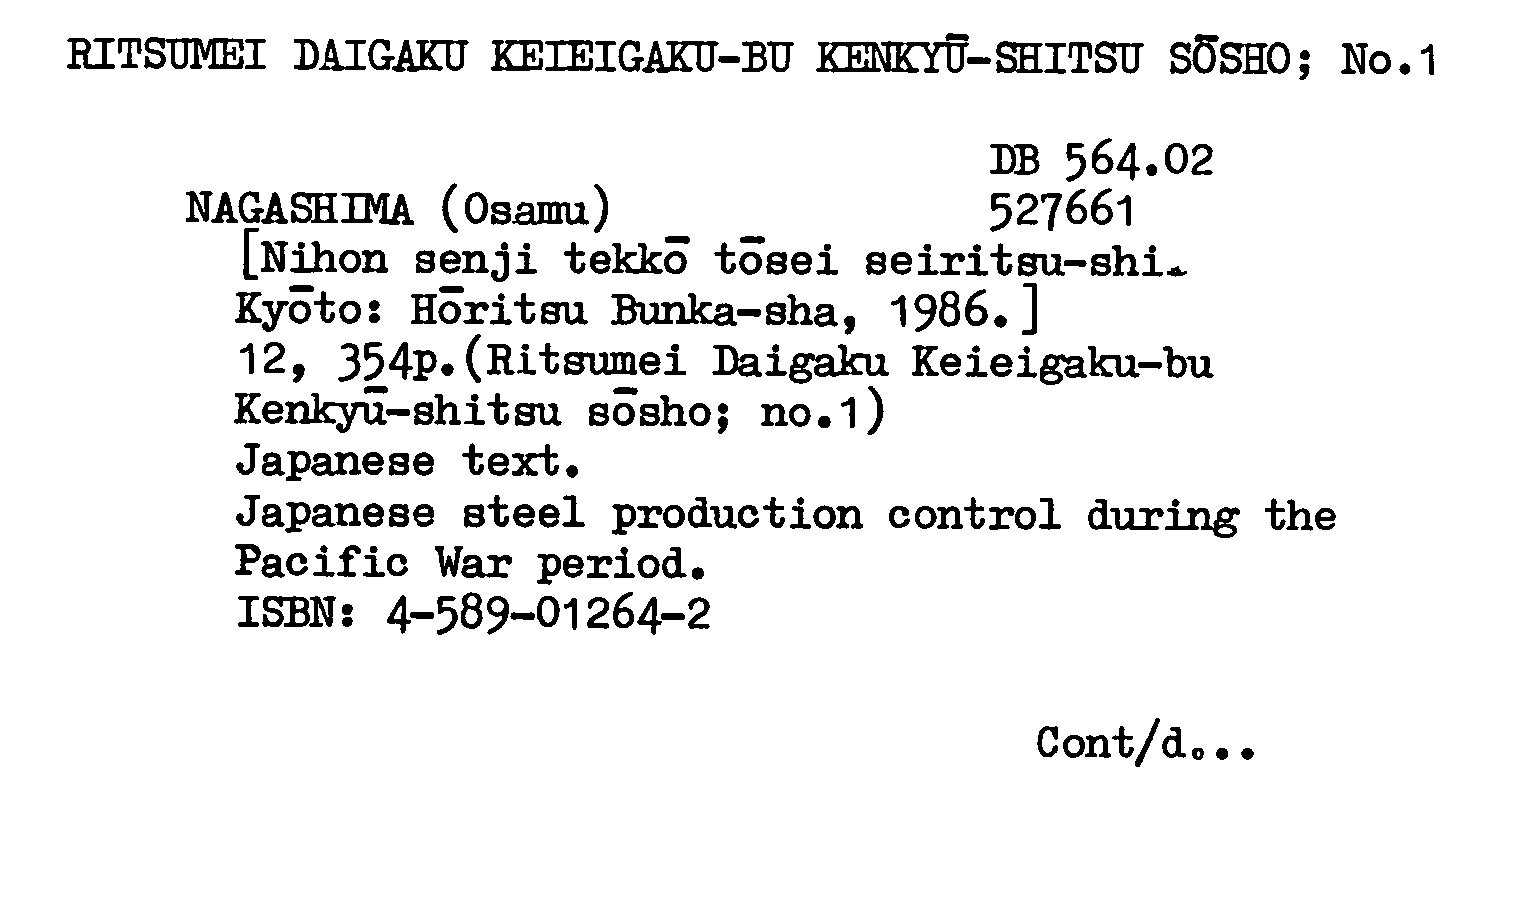 RITSUMEI DAIGAKU KEIEIGAKU-BU KENKYŪ-SHITSU SŌSHO; No.1
DB 564.02
NAGASHIMA (Osamu) 527661
[Nihon senji tekkō tōsei seiritsu-shi.
Kyōto: Hōritsu Bunka-sha, 1986.]
12, 354p.(Ritsumei Daigaku Keieigaku-bu
Kenkyū-shitsu sōsho; no.1)
Japanese text.
Japanese steel production control during the
Pacific War period.
ISBN: 4-589-01264-2
Cont/d...